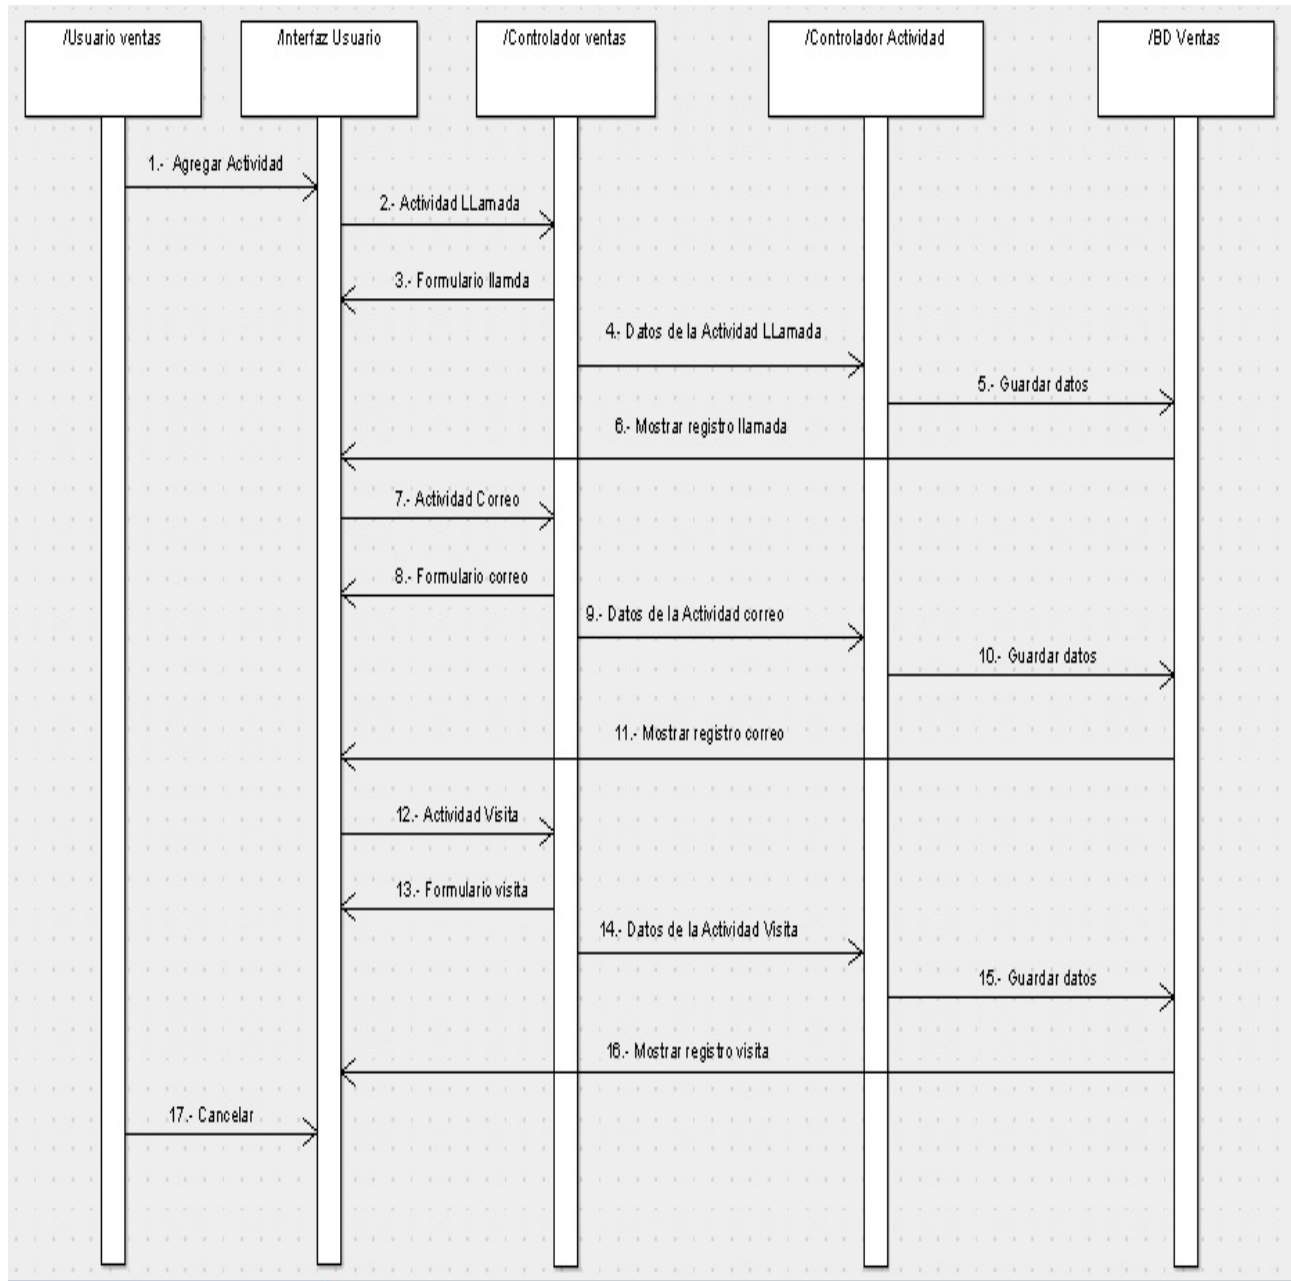 /Usuario ventas
/Interfaz Usuario
/Controlador ventas
/Controlador Actividad
/BD Ventas
1.- Agregar Actividad
2.- Actividad LLamada
3.- Formulario llamda
4.- Datos de la Actividad LLamada
5.- Guardar datos
6.- Mostrar registro llamada
7.- Actividad Correo
8.- Formulario correo
9.- Datos de la Actividad correo
10.- Guardar datos
11.- Mostrar registro correo
12.- Actividad Visita
13.- Formulario visita
14.- Datos de la Actividad Visita
15.- Guardar datos
16.- Mostrar registro visita
17.- Cancelar